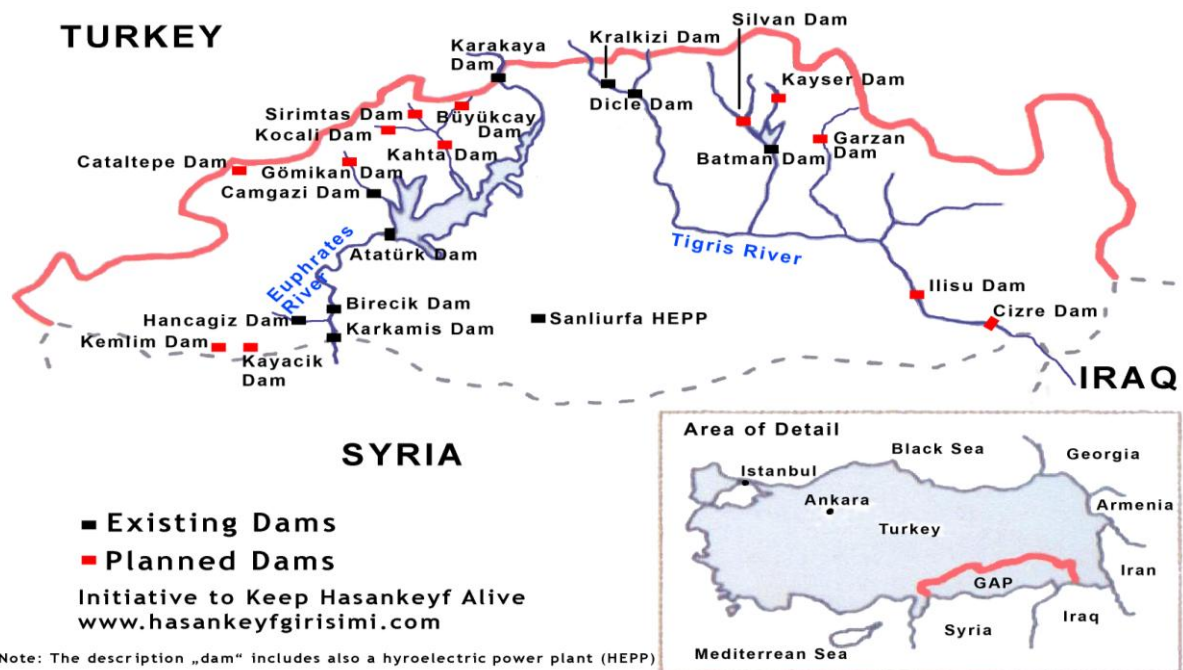 TURKEY
Silvan Dam
Kralkizi Dam
Karakaya
Dam
Kayser Dam
Dicle Dam
Sirimtas Dam
Büyükcay
Dam
Kocali Dam
Garzan
Dam
Kahta Dam
Batman Dam
Cataltepe Dam
Gömikan Dam
Camgazi Dam
Euphrates
River
Atatürk Dam
Tigris River
Ilisu Dam
Birecik Dam
Cizre Dam
Hancagiz Dam
Sanliurfa HEPP
Karkamis Dam
Kemlim Dam
Kayacik
Dam
IRAQ
SYRIA
Area of Detail
Black Sea
Georgia
Istanbul
Ankara
Armenia
Turkey
Iran
GAP
Iraq
Syria
Mediterrean Sea
Existing Dams
Planned Dams
Initiative to Keep Hasankeyf Alive
www.hasankeyfgirisimi.com
Note: The description „dam“ includes also a hyroelectric power plant (HEPP)